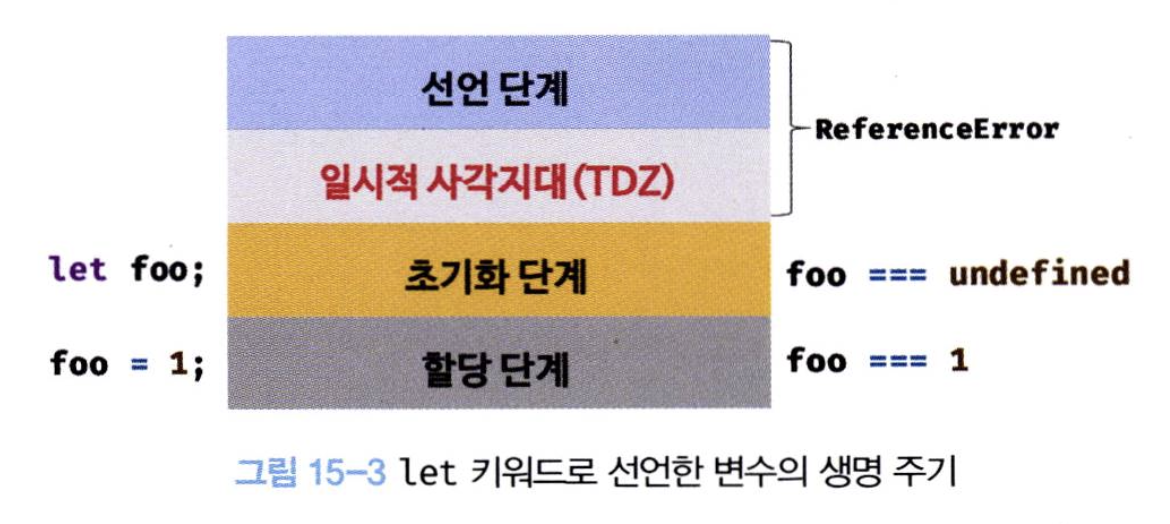 선언 단계
ReferenceError
일시적 사각지대(TDZ)
let foo; 초기화 단계 foo === undefined
foo = 1; 할당 단계 foo === 1
그림 15-3 let 키워드로 선언한 변수의 생명 주기